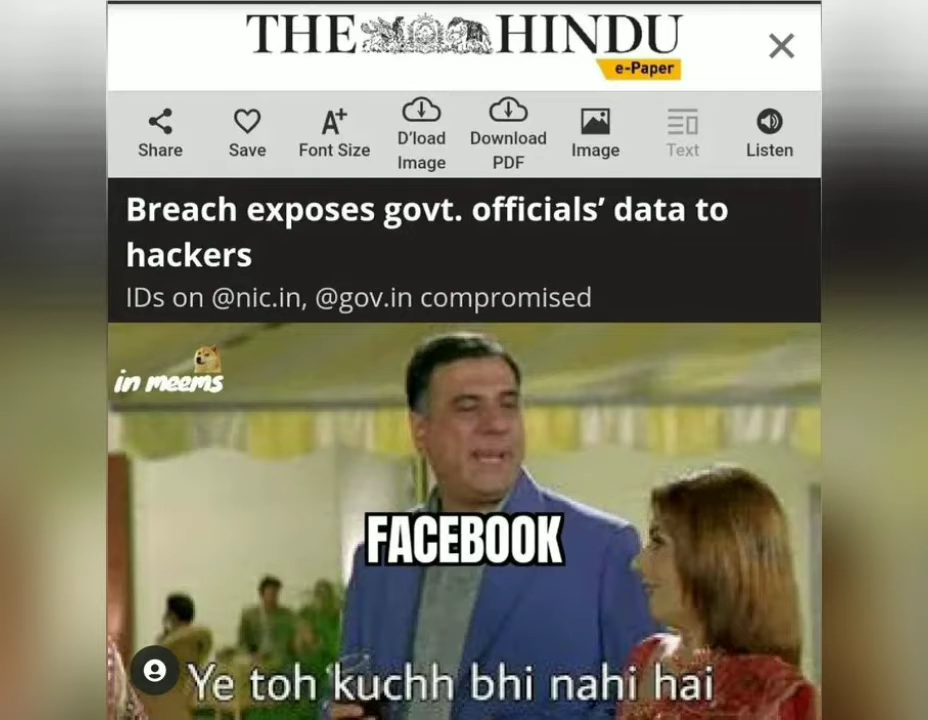 THE HINDU
e-Paper
Share
Save
A+
Font Size
D'load
Image
Download
PDF
Image
Text
Listen
Breach exposes govt. officials' data to
hackers
IDs on @nic.in, @gov.in compromised
in meems
FACEBOOK
Ye toh kuchh bhi nahi hai